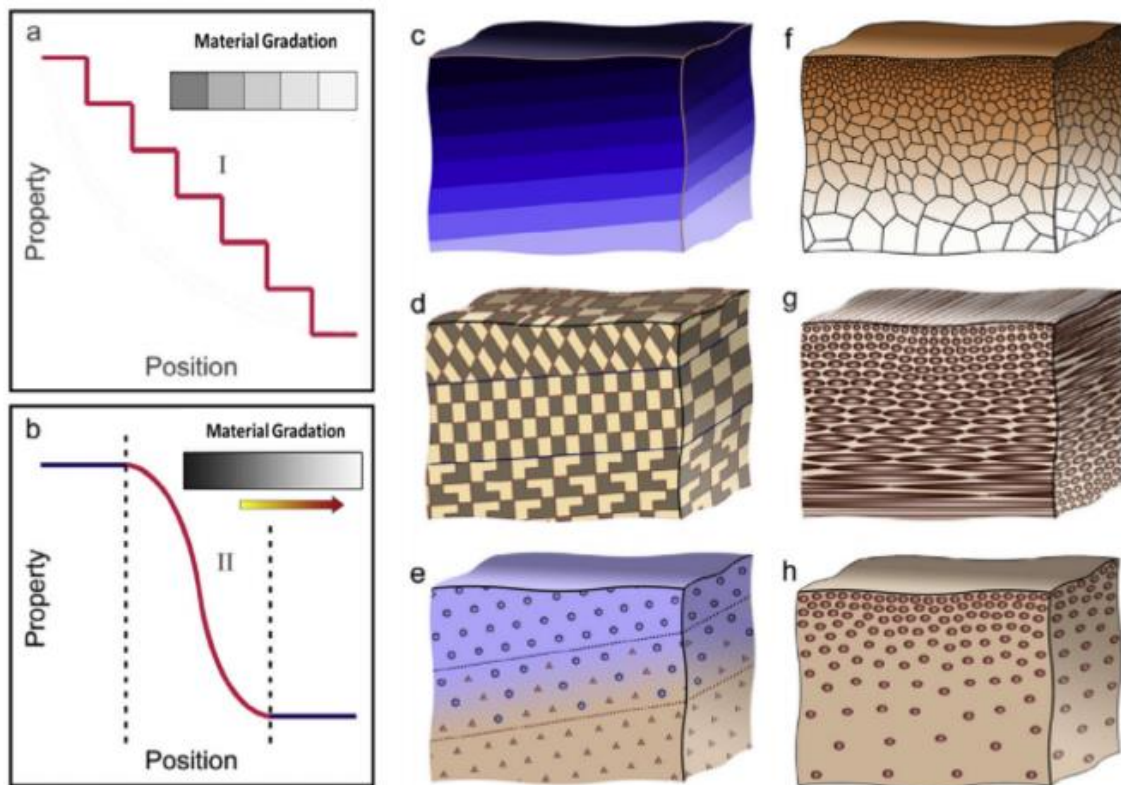 a
Material Gradation
I
Property
Position
b
Material Gradation
II
Property
Position
c
d
e
f
g
h